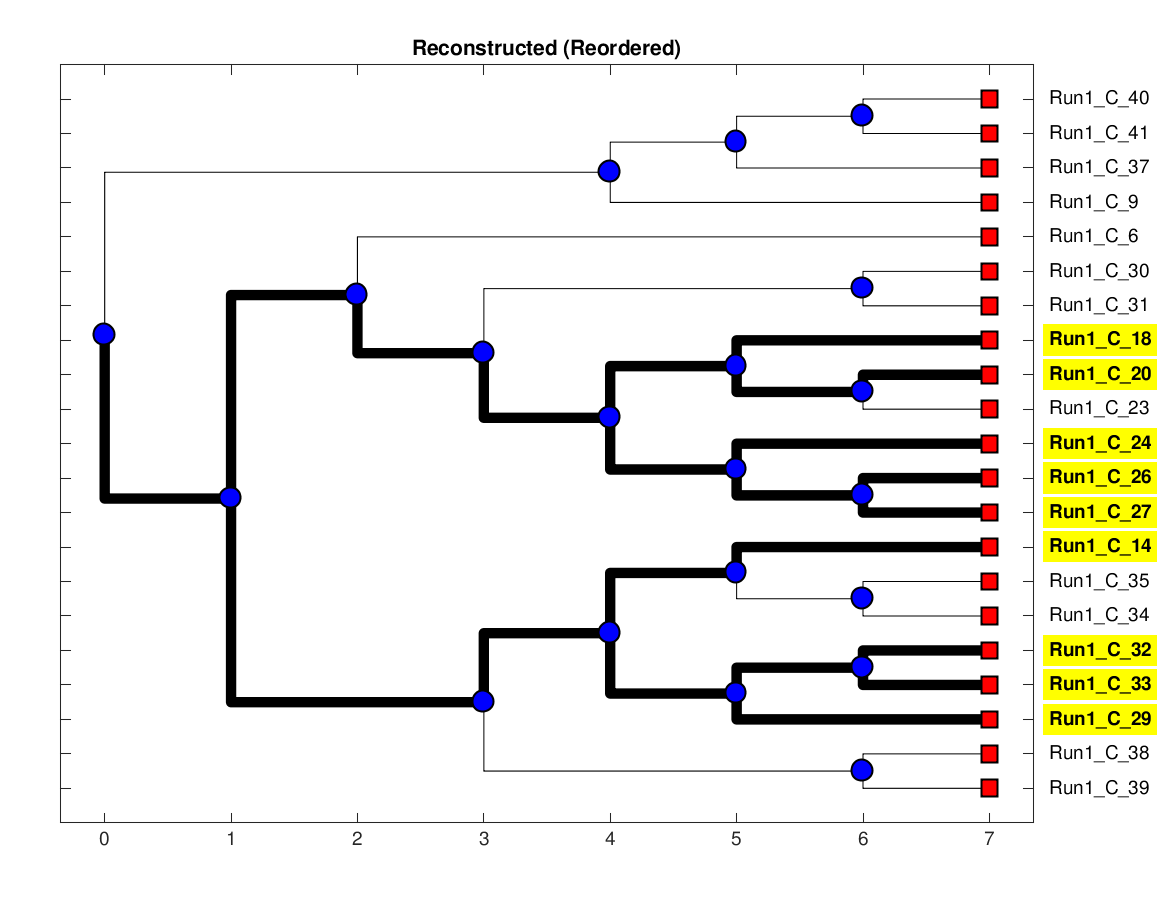 Reconstructed (Reordered)
Run1_C_40
Run1_C_41
Run1_C_37
Run1_C_9
Run1_C_6
Run1_C_30
Run1_C_31
Run1_C_18
Run1_C_20
Run1_C_23
Run1_C_24
Run1_C_26
Run1_C_27
Run1_C_14
Run1_C_35
Run1_C_34
Run1_C_32
Run1_C_33
Run1_C_29
Run1_C_38
Run1_C_39
0 1 2 3 4 5 6 7